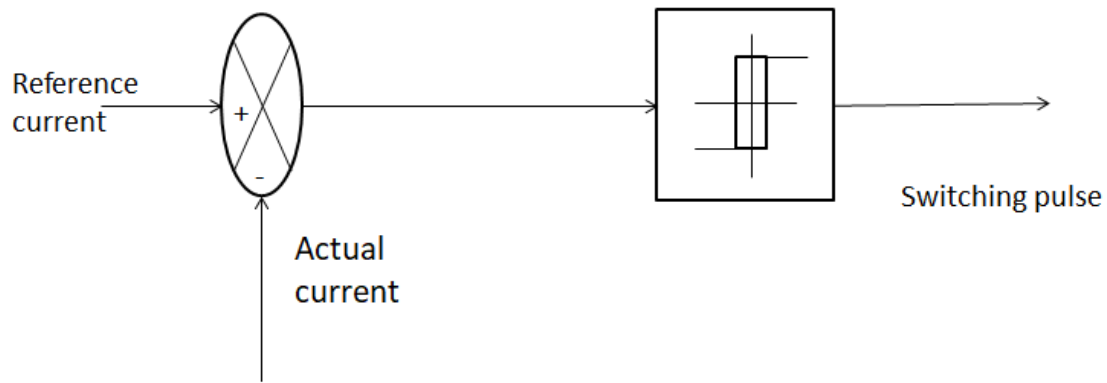 Reference
current
+
-
Actual
current
Switching pulse